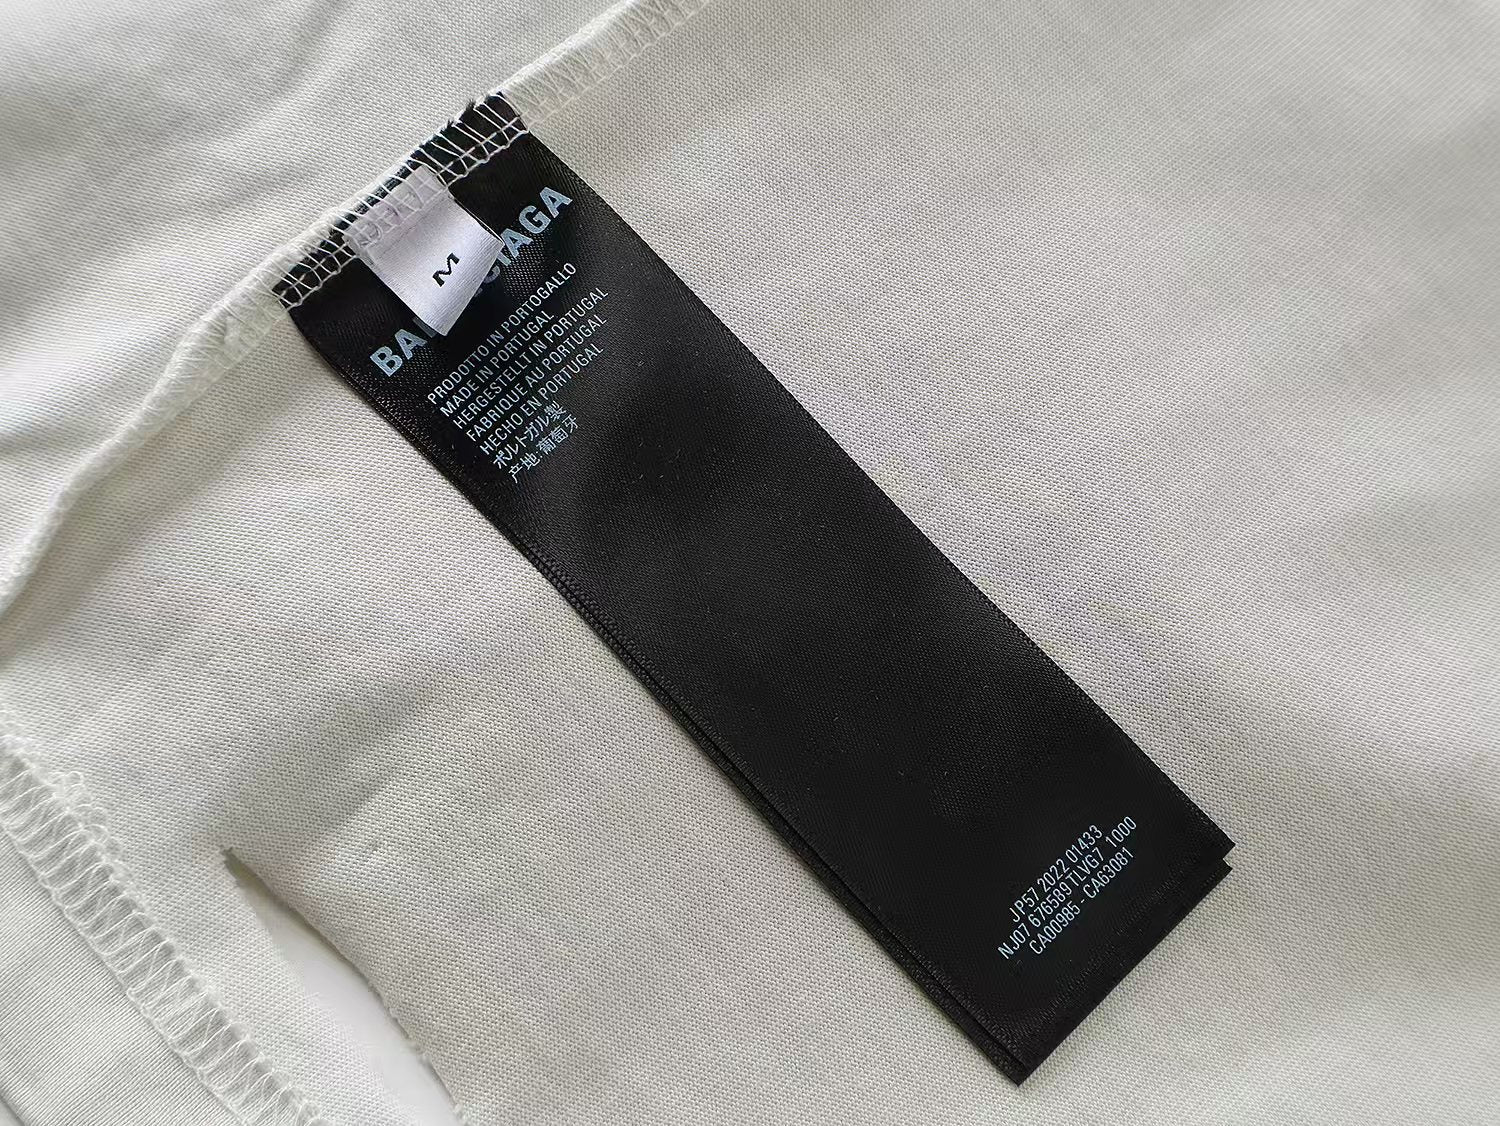 M
PRODOTTO IN PORTOGALLO
MADE IN PORTUGAL
HERGESTELLT IN PORTUGAL
FABRIQUE AU PORTUGAL
HECHO EN PORTUGAL
ポルトガル製
产地:葡萄牙
JP57 2022 01433
NJ07 676589 TLVG7 1000
CA00985 - CA63081